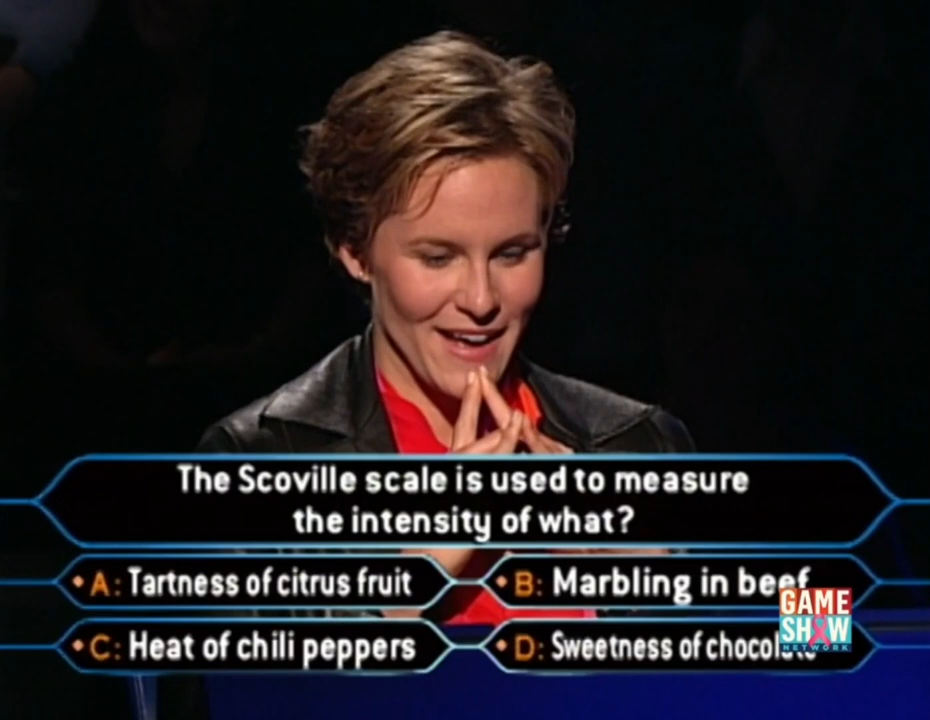 The Scoville scale is used to measure
the intensity of what?
A: Tartness of citrus fruit
B: Marbling in beef
C: Heat of chili peppers
D: Sweetness of chocolate
GAME
SHOW
NETWORK